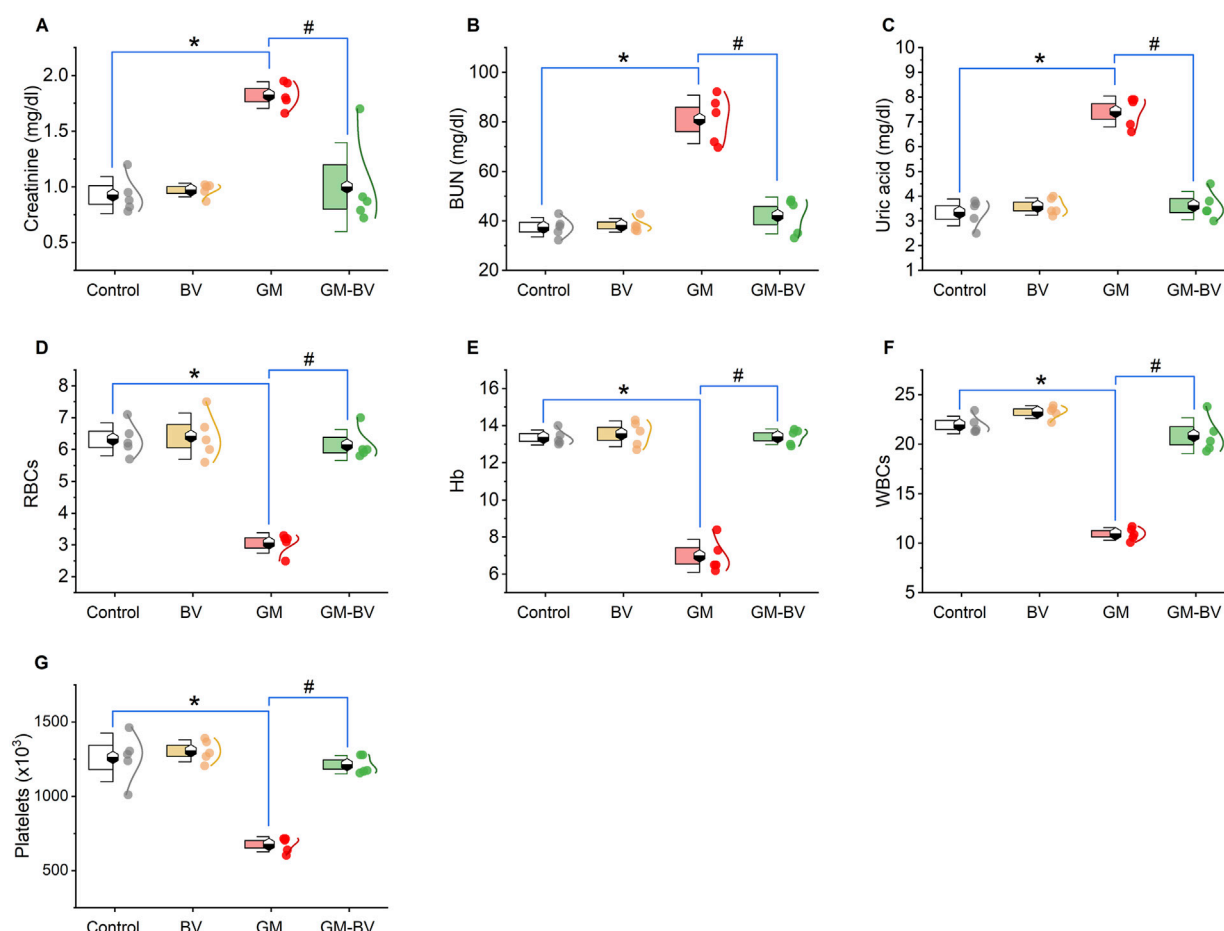 A
Creatinine (mg/dl)
2.0
1.5
1.0
0.5
*
#
Control BV GM GM-BV
B
BUN (mg/dl)
100
80
60
40
20
*
#
Control BV GM GM-BV
C
Uric acid (mg/dl)
10
9
8
7
6
5
4
3
2
1
*
#
Control BV GM GM-BV
D
RBCs
8
7
6
5
4
3
2
*
#
Control BV GM GM-BV
E
Hb
16
14
12
10
8
6
*
#
Control BV GM GM-BV
F
WBCs
25
20
15
10
5
*
#
Control BV GM GM-BV
G
Platelets (x10³)
1500
1000
500
*
#
Control BV GM GM-BV